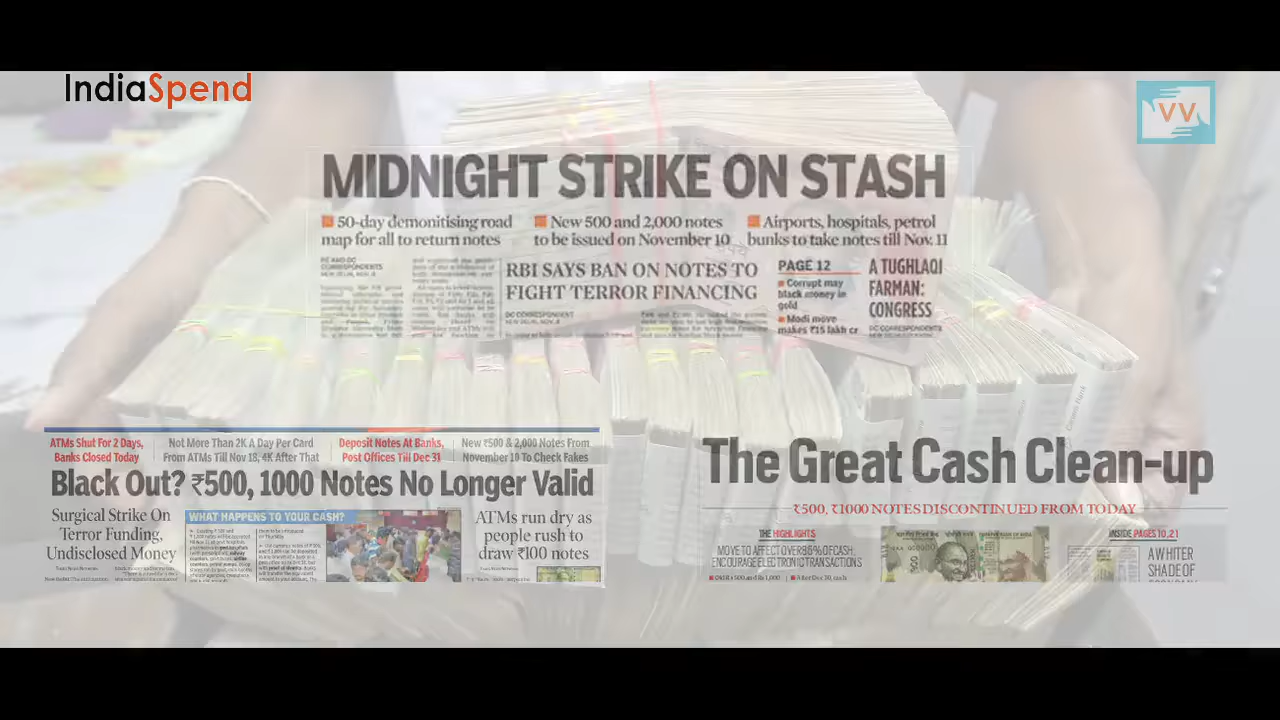 IndiaSpend
VV
MIDNIGHT STRIKE ON STASH
50-day demonitising road
map for all to return notes
New 500 and 2,000 notes
to be issued on November 10
Airports, hospitals, petrol
bunks to take notes till Nov. 11
RBI SAYS BAN ON NOTES TO
FIGHT TERROR FINANCING
DC CORRESPONDENT
PAGE 12
Corrupt may
black money in
gold
Modi move
makes ₹15 lakh cr
A TUGHLAQI
FARMAN:
CONGRESS
DC CORRESPONDENTS
ATMs Shut For 2 Days,
Banks Closed Today
Not More Than 2K A Day Per Card
From ATMs Till Nov 18, 4K After That
Deposit Notes At Banks,
Post Offices Till Dec 31
New ₹500 & 2,000 Notes From
November 10 To Check Fakes
Black Out? ₹500, 1000 Notes No Longer Valid
Surgical Strike On
Terror Funding,
Undisclosed Money
WHAT HAPPENS TO YOUR CASH?
ATMs run dry as
people rush to
draw ₹100 notes
The Great Cash Clean-up
₹500, ₹1000 NOTES DISCONTINUED FROM TODAY
THE HIGHLIGHTS
MOVE TO AFFECT OVER 86% OF CASH,
ENCOURAGE ELECTRONIC TRANSACTIONS
INSIDE PAGES 10, 21
A WHITER
SHADE OF